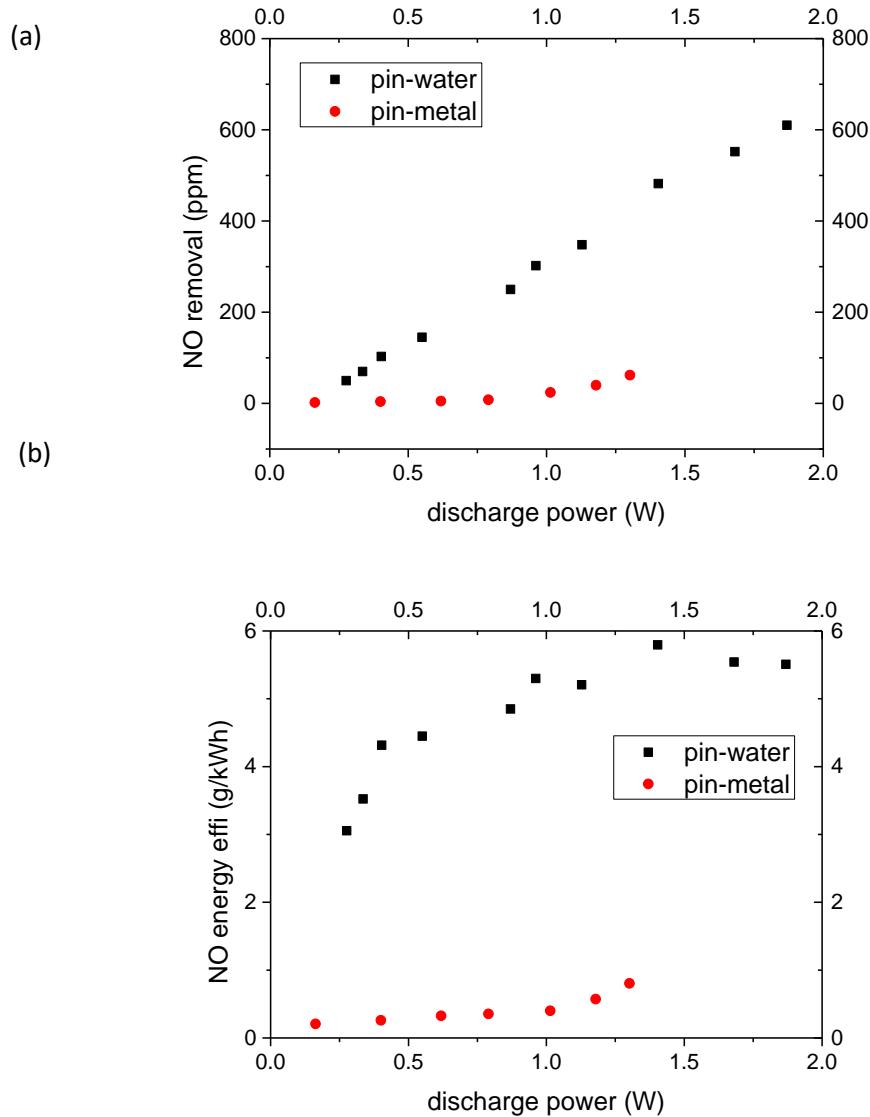 (a)
0.0 0.5 1.0 1.5 2.0
800 800
pin-water
pin-metal
600 600
400 400
200 200
0 0
NO removal (ppm)
0.0 0.5 1.0 1.5 2.0
discharge power (W)
(b)
0.0 0.5 1.0 1.5 2.0
6 6
4 4
pin-water
pin-metal
2 2
0 0
NO energy effi (g/kWh)
0.0 0.5 1.0 1.5 2.0
discharge power (W)